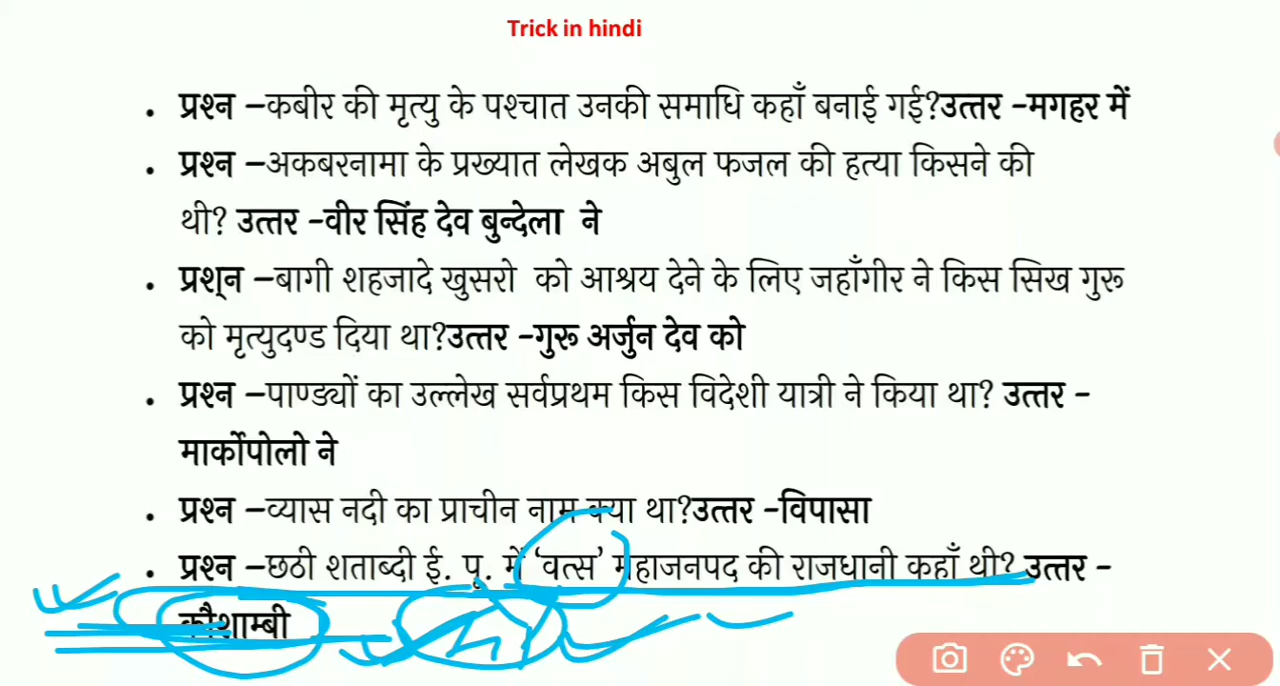 Trick in hindi
• प्रश्न –कबीर की मृत्यु के पश्चात उनकी समाधि कहाँ बनाई गई?उत्तर -मगहर में
• प्रश्न –अकबरनामा के प्रख्यात लेखक अबुल फजल की हत्या किसने की
थी? उत्तर -वीर सिंह देव बुन्देला ने
• प्रश्न –बागी शहजादे खुसरो को आश्रय देने के लिए जहाँगीर ने किस सिख गुरू
को मृत्युदण्ड दिया था?उत्तर -गुरू अर्जुन देव को
• प्रश्न –पाण्ड्यों का उल्लेख सर्वप्रथम किस विदेशी यात्री ने किया था? उत्तर -
मार्कोपोलो ने
• प्रश्न –व्यास नदी का प्राचीन नाम क्या था?उत्तर -विपासा
• प्रश्न –छठी शताब्दी ई. पू. में ‘वत्स’ महाजनपद की राजधानी कहाँ थी? उत्तर -
कौशाम्बी